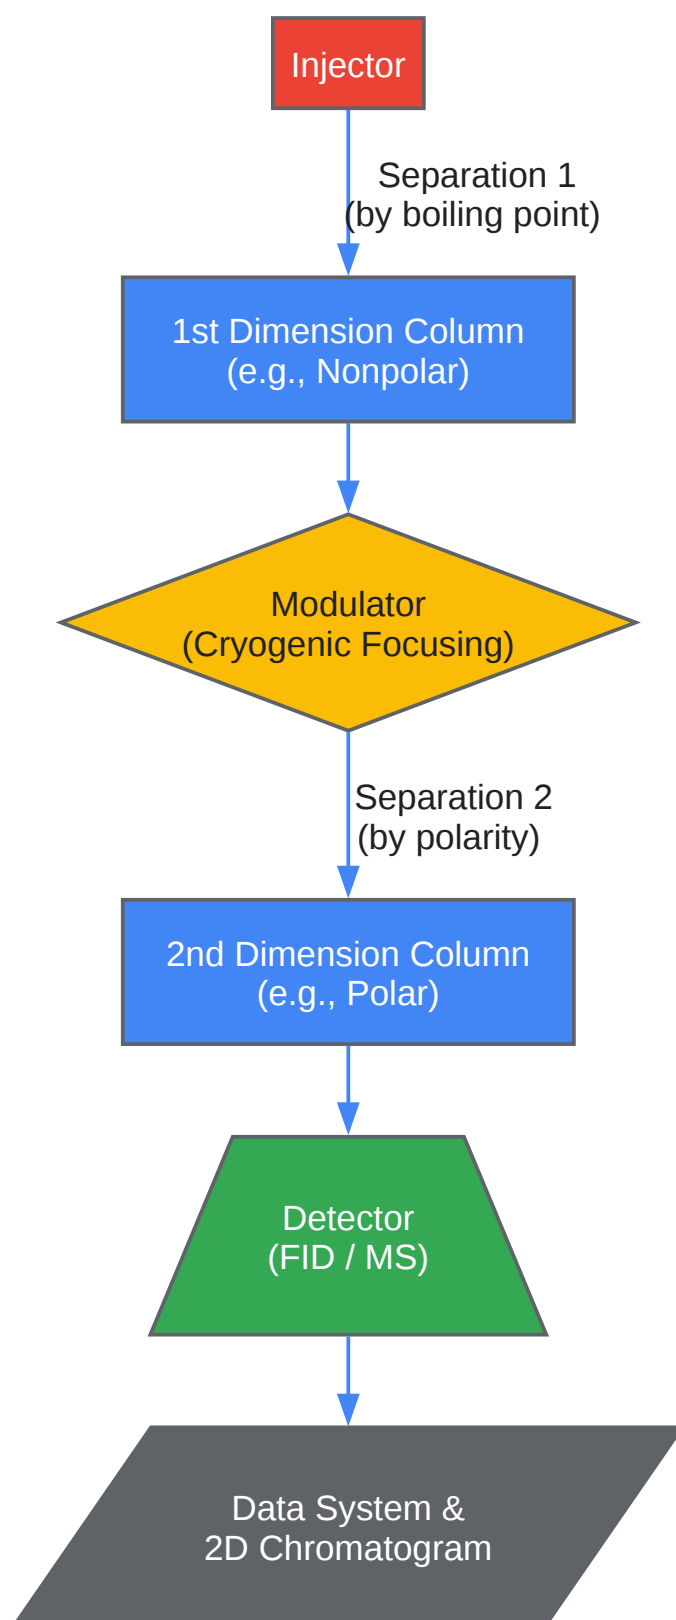 Injector
Separation 1
(by boiling point)
1st Dimension Column
(e.g., Nonpolar)
Modulator
(Cryogenic Focusing)
Separation 2
(by polarity)
2nd Dimension Column
(e.g., Polar)
Detector
(FID / MS)
Data System &
2D Chromatogram